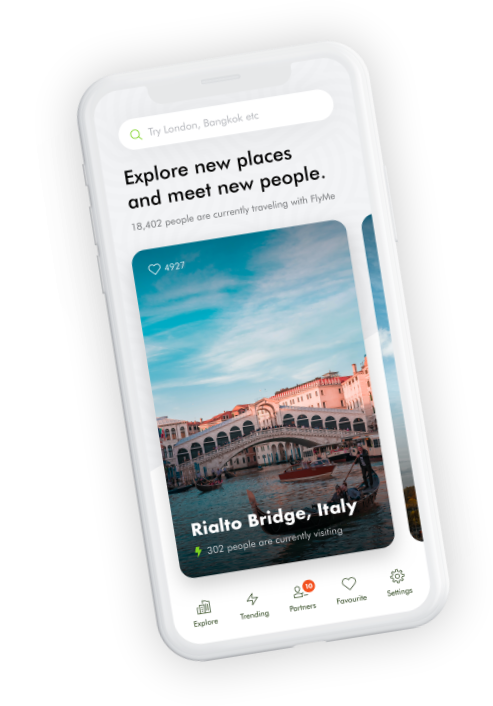 Try London, Bangkok etc
Explore new places
and meet new people.
18,402 people are currently traveling with FlyMe
4927
Rialto Bridge, Italy
302 people are currently visiting
10
Explore
Trending
Partners
Favourite
Settings